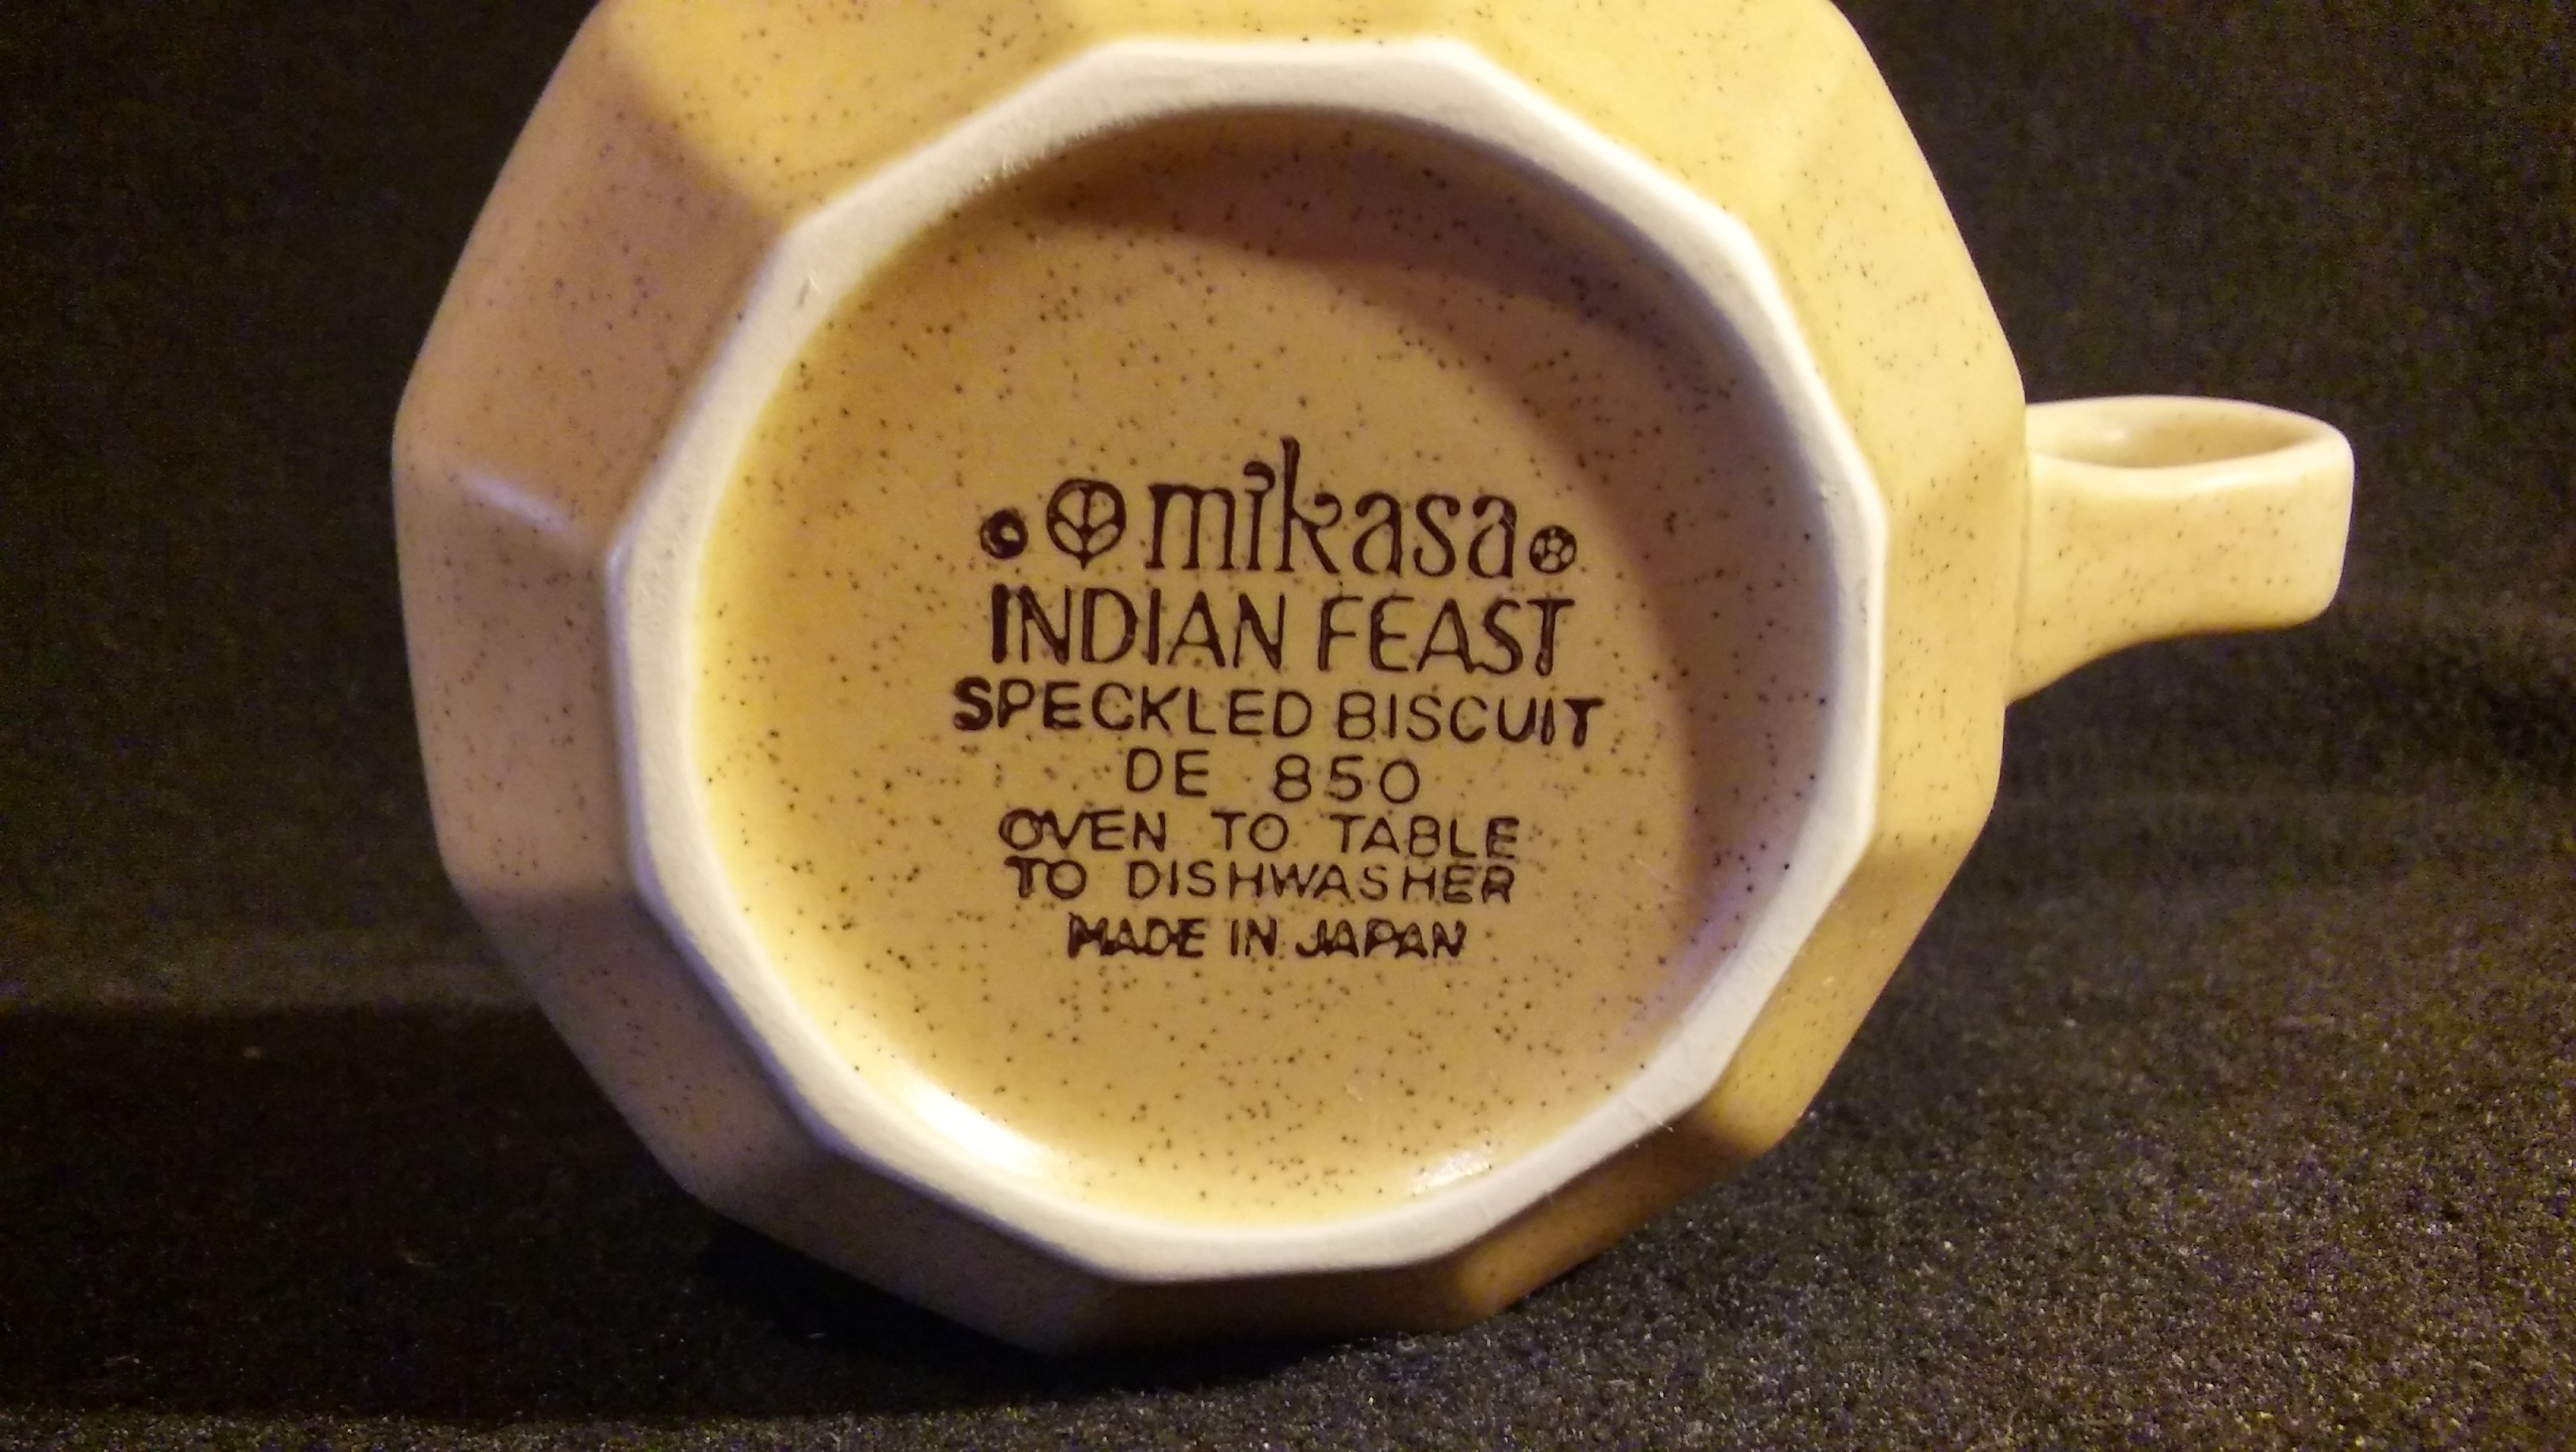 mikasa
INDIAN FEAST
SPECKLED BISCUIT
DE 850
OVEN TO TABLE
TO DISHWASHER
MADE IN JAPAN